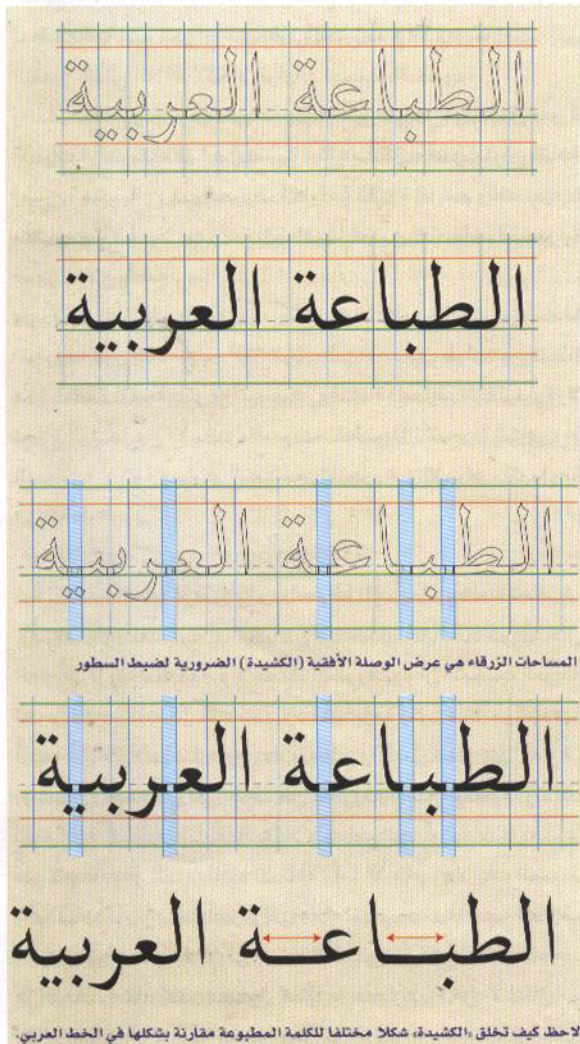 الطباعة العربية
الطباعة العربية
الطباعة العربية
المساحات الزرقاء هي عرض الوصلة الأفقية (الكشيدة) الضرورية لضبط السطور
الطباعة العربية
الطبـاعـة العربية
لاحظ كيف تخلق «الكشيدة» شكلا مختلفا للكلمة المطبوعة مقارنة بشكلها في الخط العربي